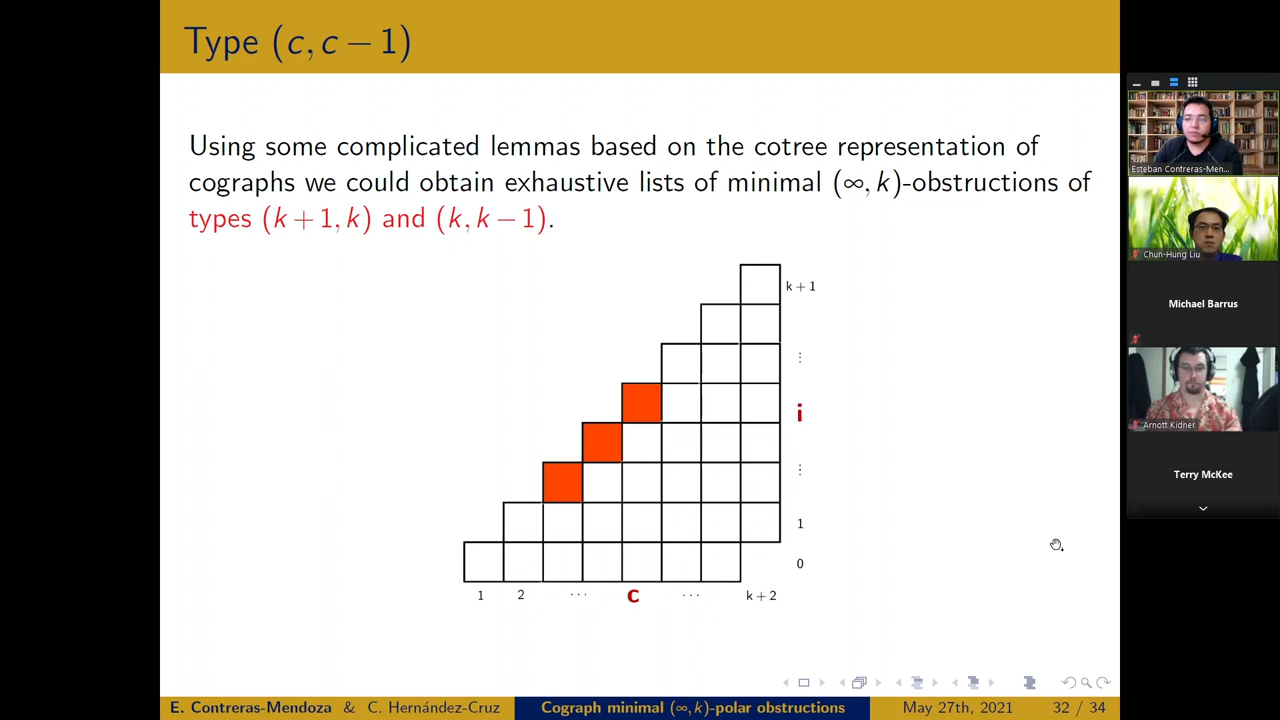 Type (c, c − 1)
Using some complicated lemmas based on the cotree representation of
cographs we could obtain exhaustive lists of minimal (∞, k)-obstructions of
types (k + 1, k) and (k, k − 1).
k + 1
⋮
i
⋮
1
0
1 2 ··· c ··· k + 2
E. Contreras-Mendoza & C. Hernández-Cruz
Cograph minimal (∞, k)-polar obstructions
May 27th, 2021
32 / 34
Esteban Contreras-Men...
Chun-Hung Liu
Michael Barrus
Arnott Kidner
Terry McKee